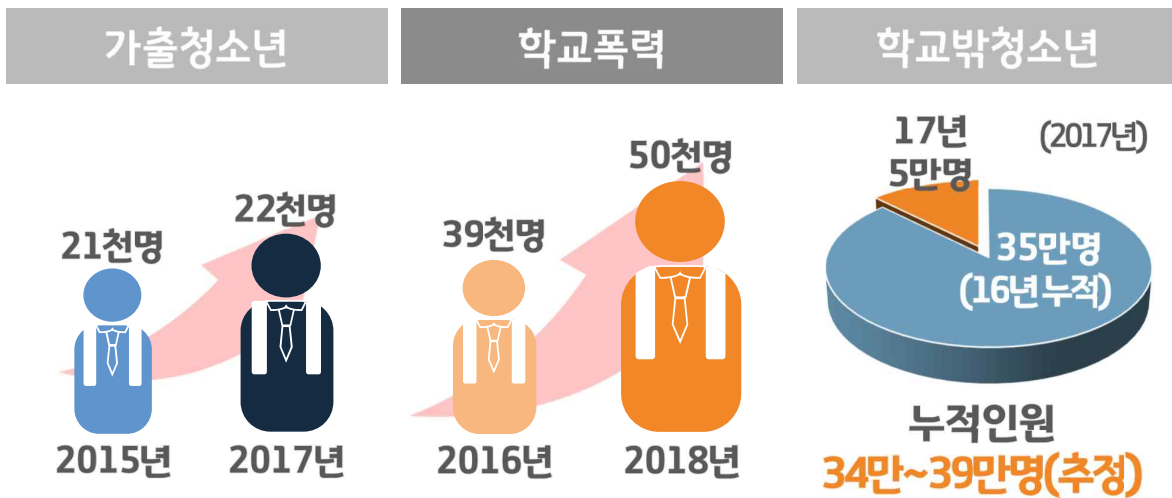 가출청소년
21천명
22천명
2015년
2017년
학교폭력
39천명
50천명
2016년
2018년
학교밖청소년
(2017년)
17년
5만명
35만명
(16년 누적)
누적인원
34만~39만명(추정)